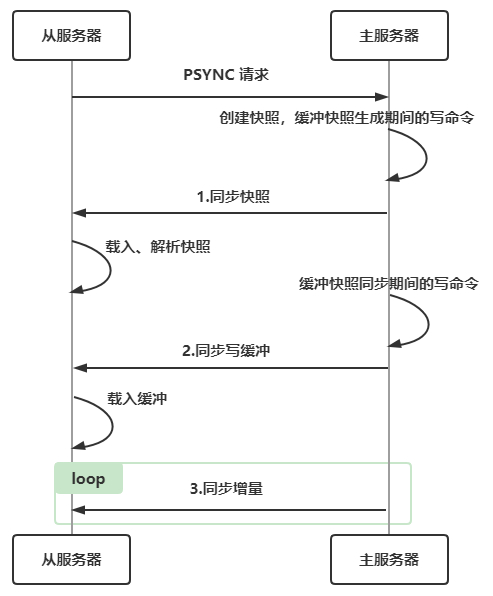 从服务器
主服务器
PSYNC 请求
创建快照，缓冲快照生成期间的写命令
1.同步快照
载入、解析快照
缓冲快照同步期间的写命令
2.同步写缓冲
载入缓冲
loop
3.同步增量
从服务器
主服务器